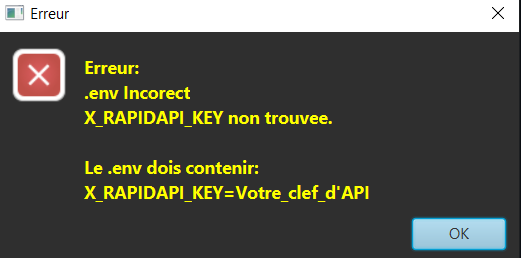 Erreur
Erreur:
.env Incorect
X_RAPIDAPI_KEY non trouvee.
Le .env dois contenir:
X_RAPIDAPI_KEY=Votre_clef_d'API
OK